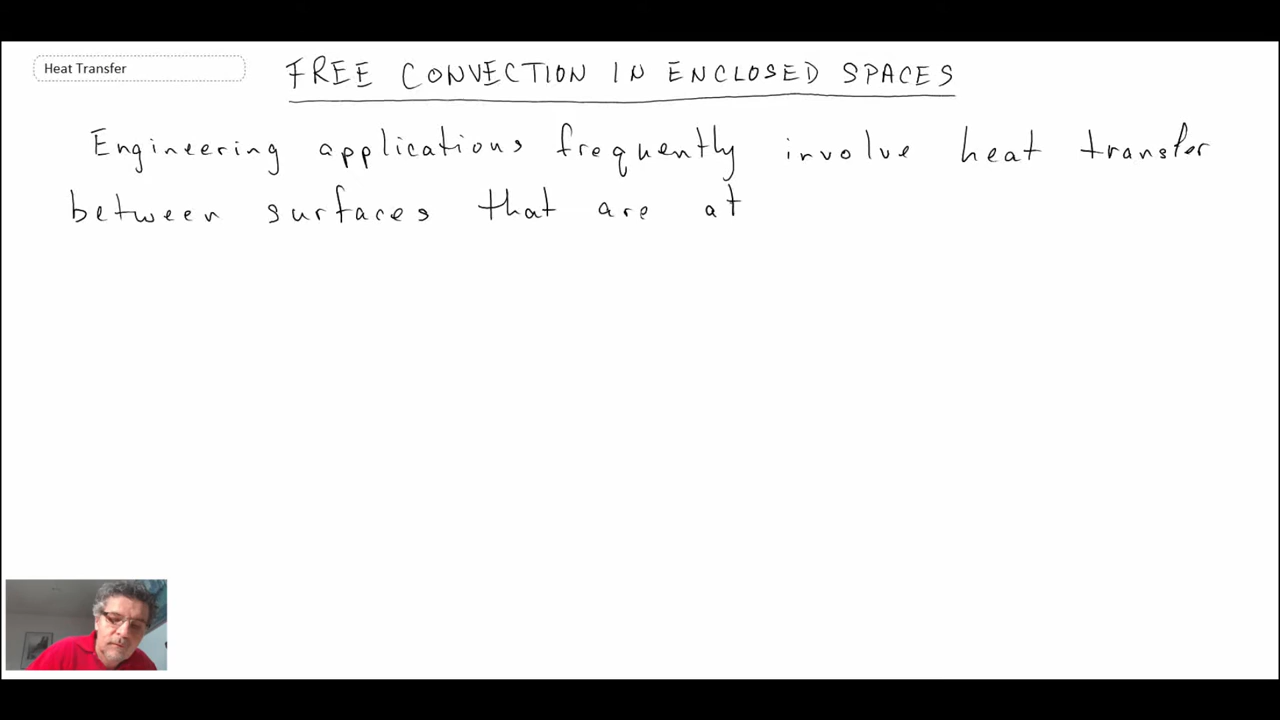 Heat Transfer
FREE CONVECTION IN ENCLOSED SPACES
Engineering applications frequently involve heat transfer
between surfaces that are at